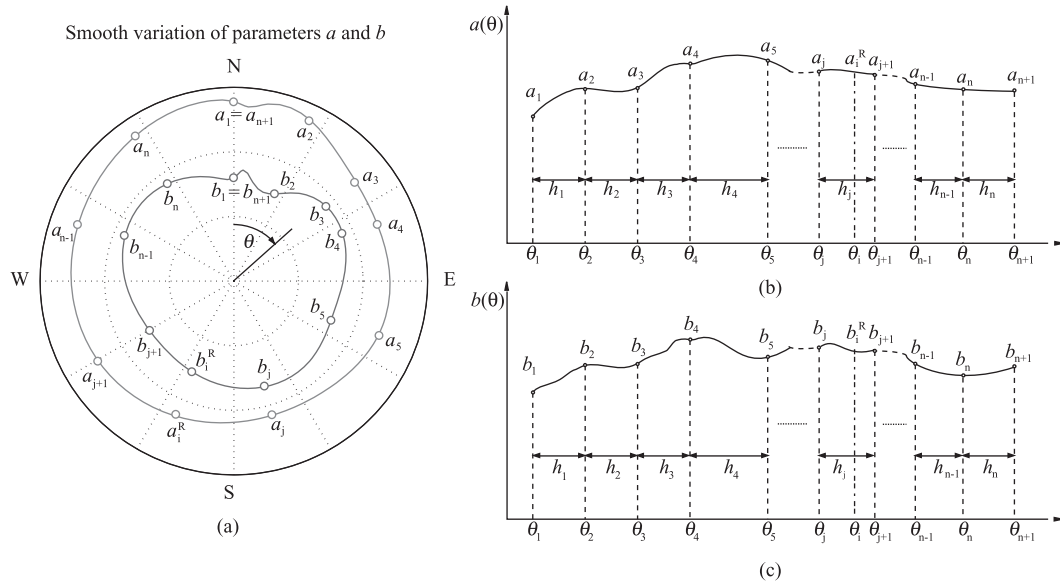 Smooth variation of parameters a and b
N
a₁=aₙ₊₁
a₂
a₃
a₄
a₅
aⱼ
aᵢᴿ
aⱼ₊₁
aₙ₋₁
aₙ
b₁=bₙ₊₁
b₂
b₃
b₄
b₅
bⱼ
bᵢᴿ
bⱼ₊₁
bₙ₋₁
bₙ
θ
W
E
S
(a)
a(θ)
a₁ a₂ a₃ a₄ a₅ aⱼ aᵢᴿ aⱼ₊₁ aₙ₋₁ aₙ aₙ₊₁
h₁ h₂ h₃ h₄ hⱼ hₙ₋₁ hₙ
θ₁ θ₂ θ₃ θ₄ θ₅ θⱼ θᵢ θⱼ₊₁ θₙ₋₁ θₙ θₙ₊₁
(b)
b(θ)
b₁ b₂ b₃ b₄ b₅ bⱼ bᵢᴿ bⱼ₊₁ bₙ₋₁ bₙ bₙ₊₁
h₁ h₂ h₃ h₄ hⱼ hₙ₋₁ hₙ
θ₁ θ₂ θ₃ θ₄ θ₅ θⱼ θᵢ θⱼ₊₁ θₙ₋₁ θₙ θₙ₊₁
(c)